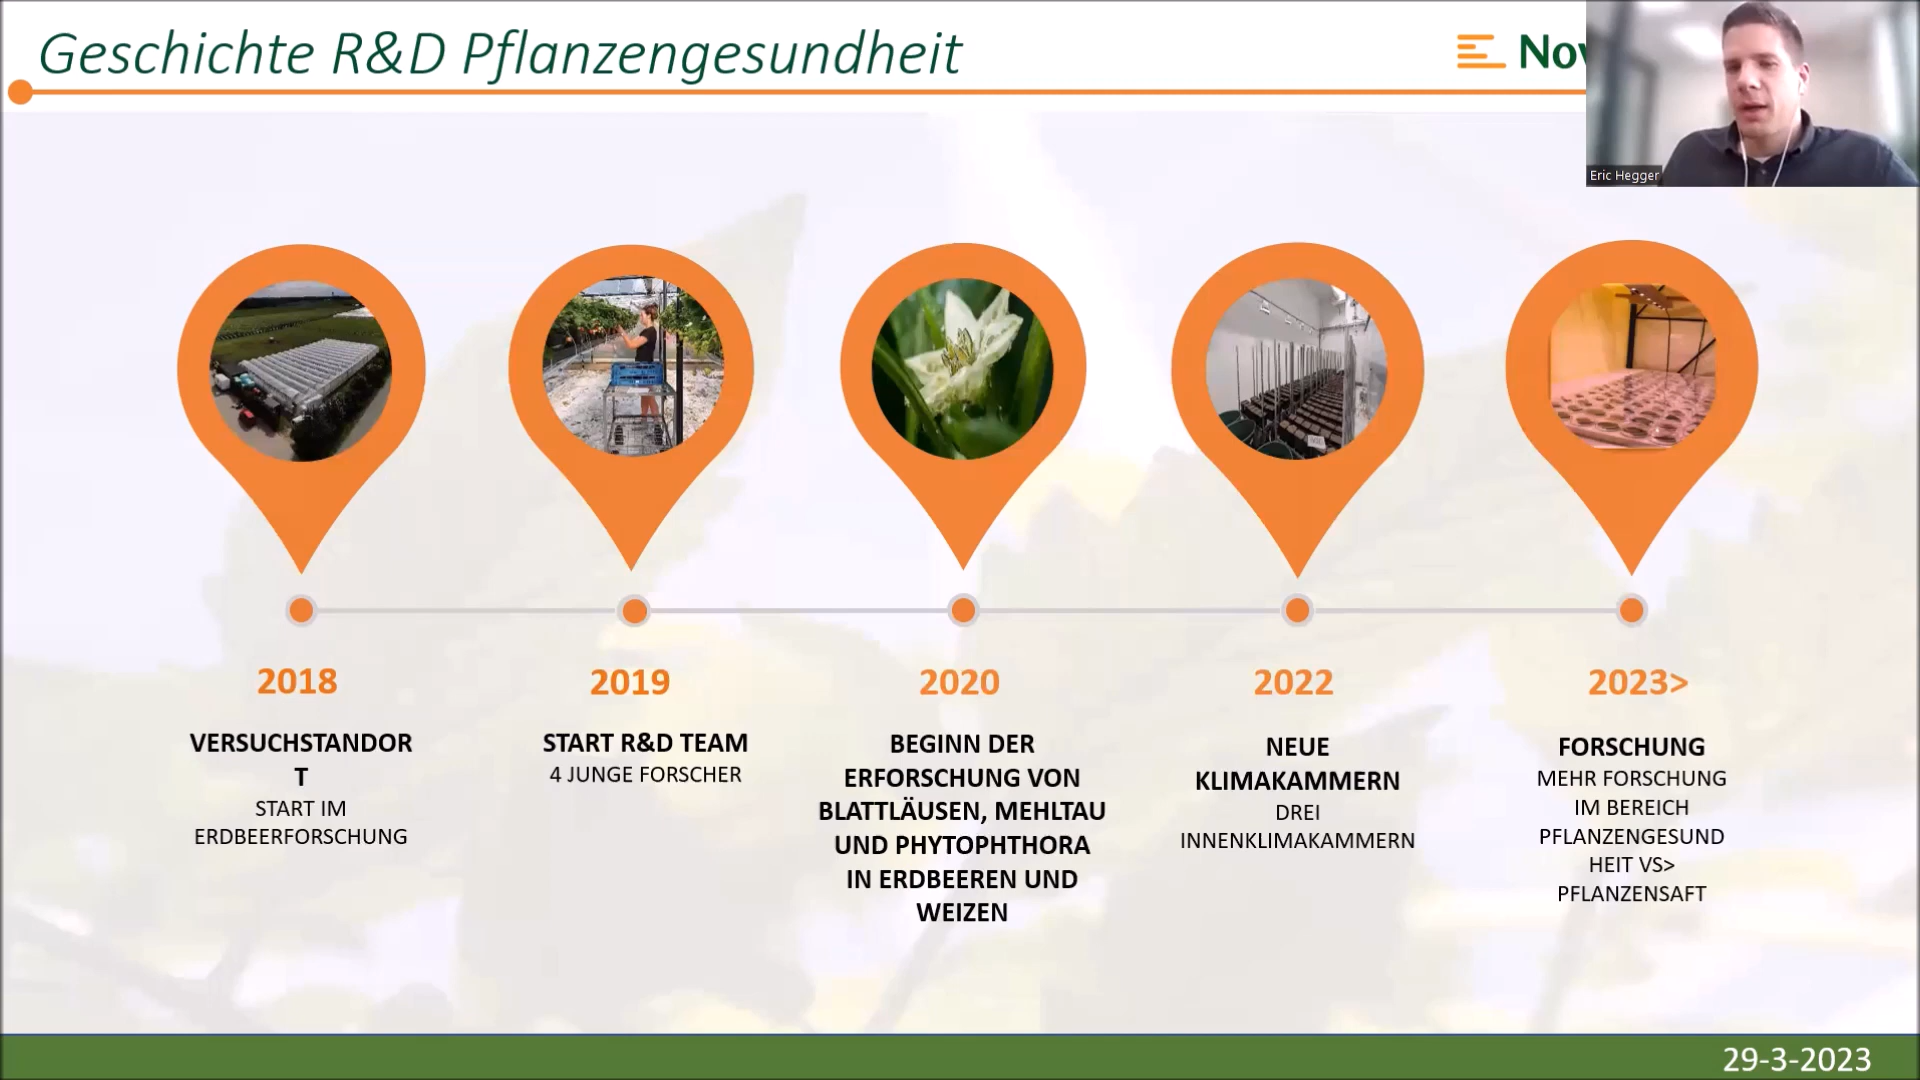 Geschichte R&D Pflanzengesundheit
Eric Hegger
2018
VERSUCHSTANDOR
T
START IM
ERDBEERFORSCHUNG
2019
START R&D TEAM
4 JUNGE FORSCHER
2020
BEGINN DER
ERFORSCHUNG VON
BLATTLÄUSEN, MEHLTAU
UND PHYTOPHTHORA
IN ERDBEEREN UND
WEIZEN
2022
NEUE
KLIMAKAMMERN
DREI
INNENKLIMAKAMMERN
2023>
FORSCHUNG
MEHR FORSCHUNG
IM BEREICH
PFLANZENGESUND
HEIT VS>
PFLANZENSAFT
29-3-2023